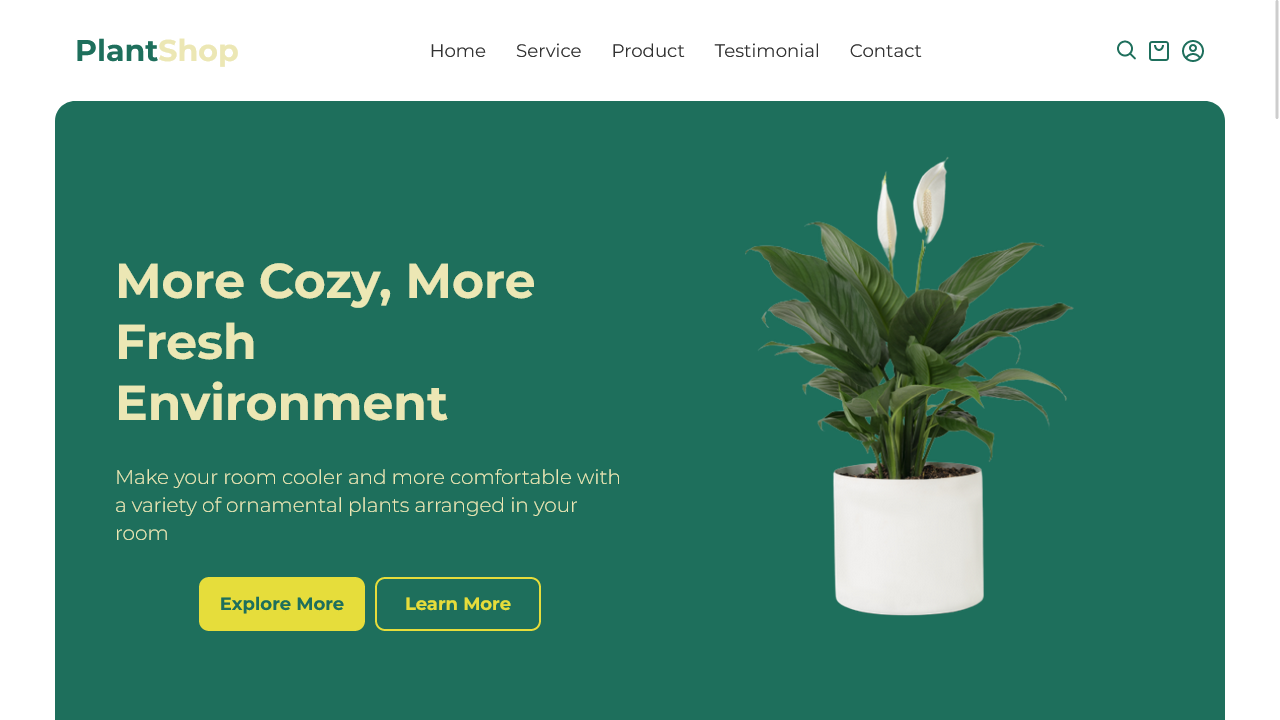 PlantShop
Home Service Product Testimonial Contact
More Cozy, More
Fresh
Environment
Make your room cooler and more comfortable with
a variety of ornamental plants arranged in your
room
Explore More Learn More